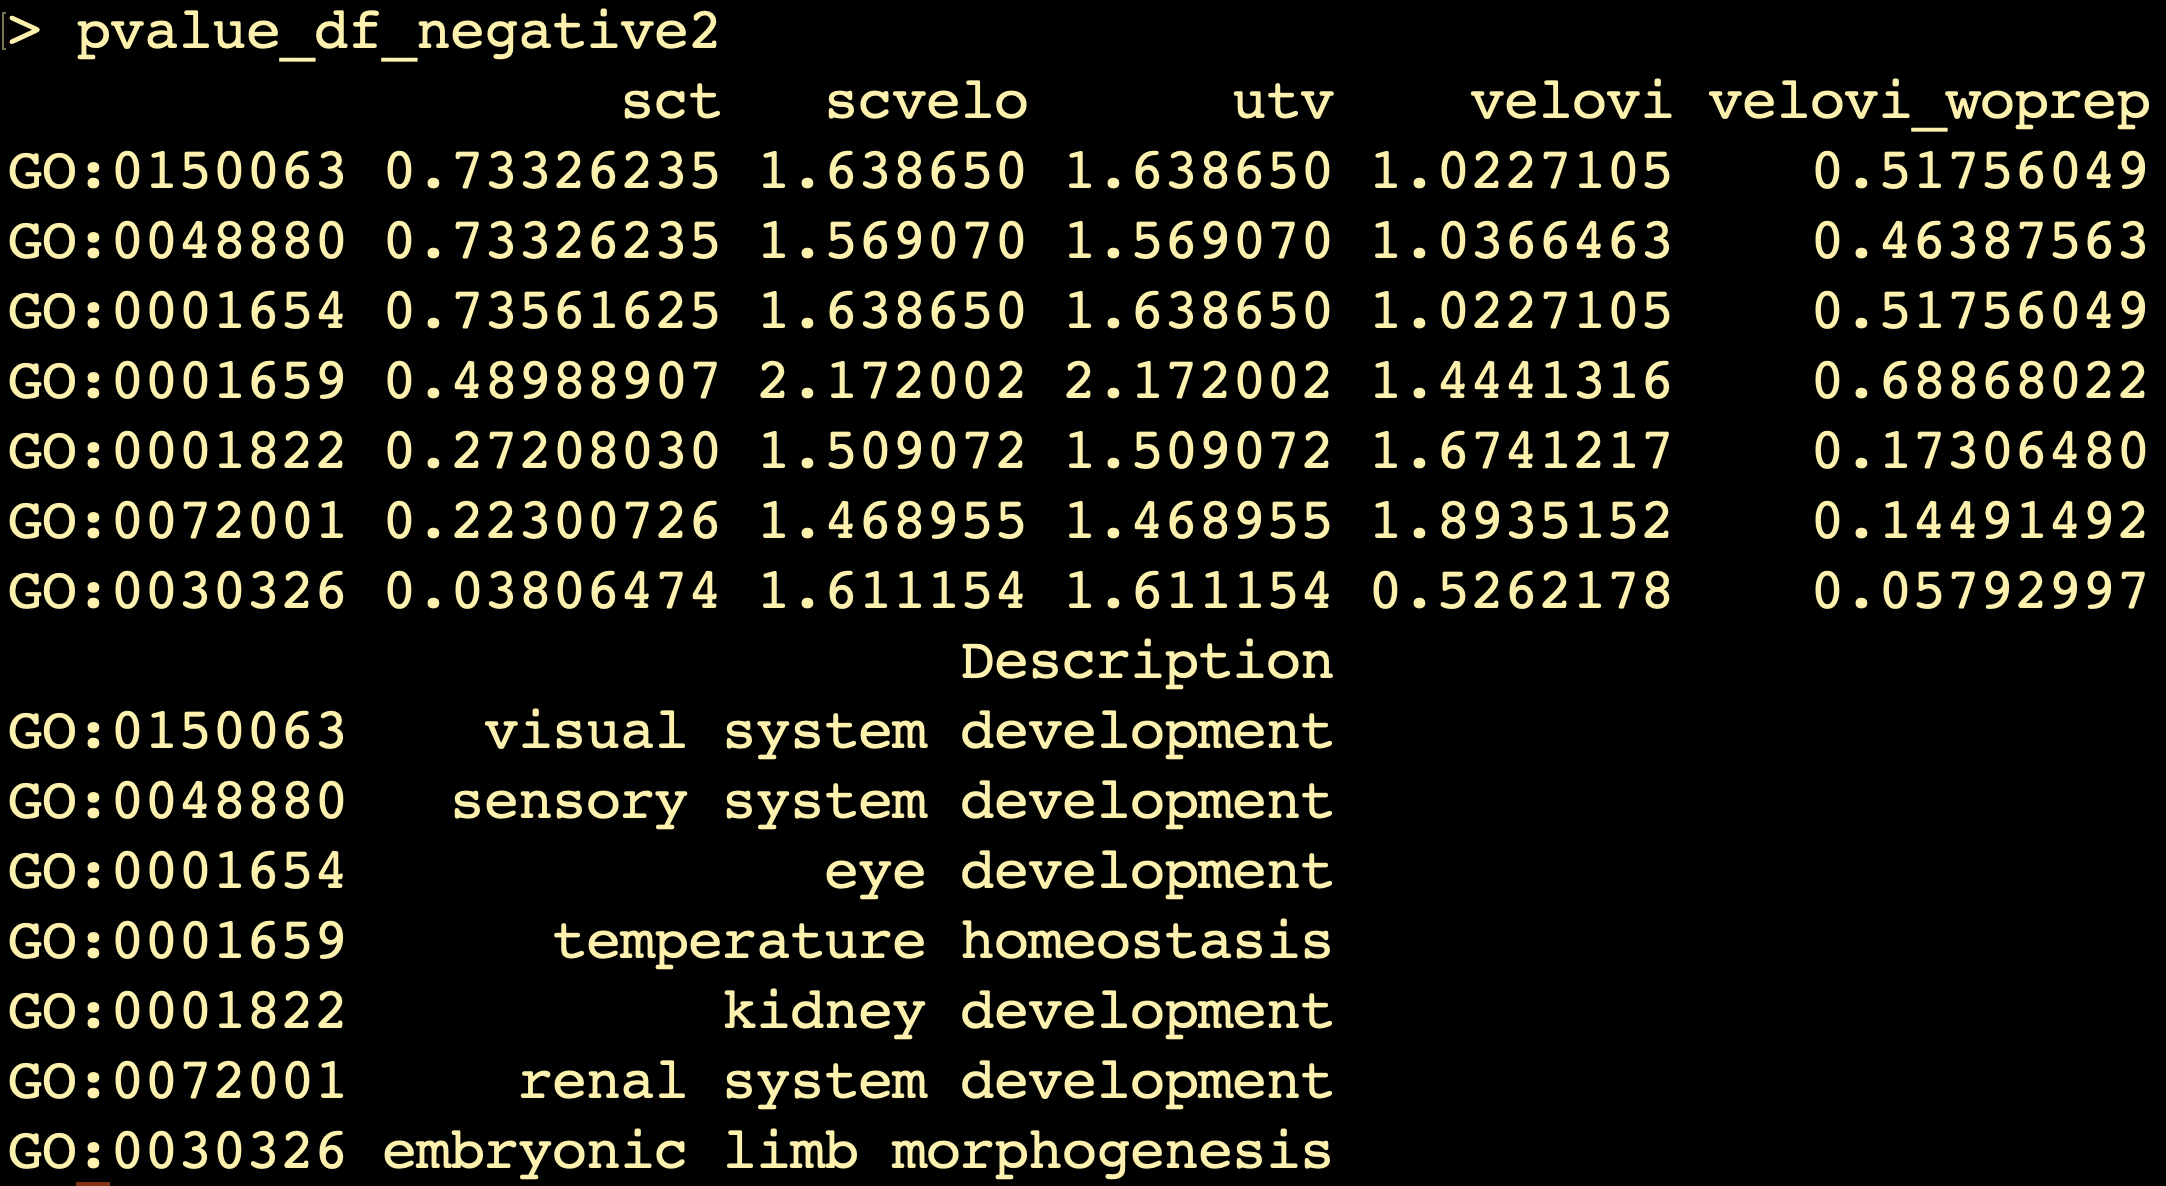 > pvalue_df_negative2
sct scvelo utv velovi velovi_woprep
GO:0150063 0.73326235 1.638650 1.638650 1.0227105 0.51756049
GO:0048880 0.73326235 1.569070 1.569070 1.0366463 0.46387563
GO:0001654 0.73561625 1.638650 1.638650 1.0227105 0.51756049
GO:0001659 0.48988907 2.172002 2.172002 1.4441316 0.68868022
GO:0001822 0.27208030 1.509072 1.509072 1.6741217 0.17306480
GO:0072001 0.22300726 1.468955 1.468955 1.8935152 0.14491492
GO:0030326 0.03806474 1.611154 1.611154 0.5262178 0.05792997
Description
GO:0150063 visual system development
GO:0048880 sensory system development
GO:0001654 eye development
GO:0001659 temperature homeostasis
GO:0001822 kidney development
GO:0072001 renal system development
GO:0030326 embryonic limb morphogenesis